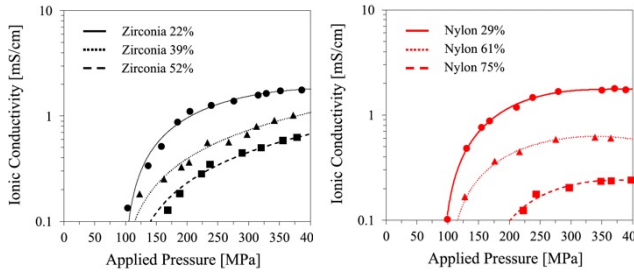 Zirconia 22%
Zirconia 39%
Zirconia 52%
Ionic Conductivity [mS/cm]
10
1
0.1
0 50 100 150 200 250 300 350 40
Applied Pressure [MPa]
Nylon 29%
Nylon 61%
Nylon 75%
Ionic Conductivity [mS/cm]
10
1
0.1
0 50 100 150 200 250 300 350 40
Applied Pressure [MPa]